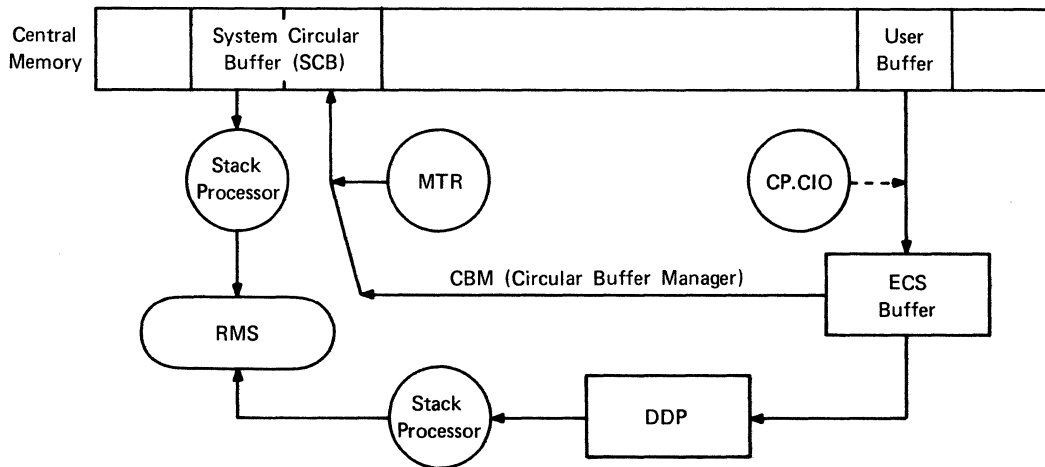 Central
Memory
System Circular
Buffer (SCB)
User
Buffer
Stack
Processor
MTR
CP.CIO
CBM (Circular Buffer Manager)
ECS
Buffer
RMS
Stack
Processor
DDP